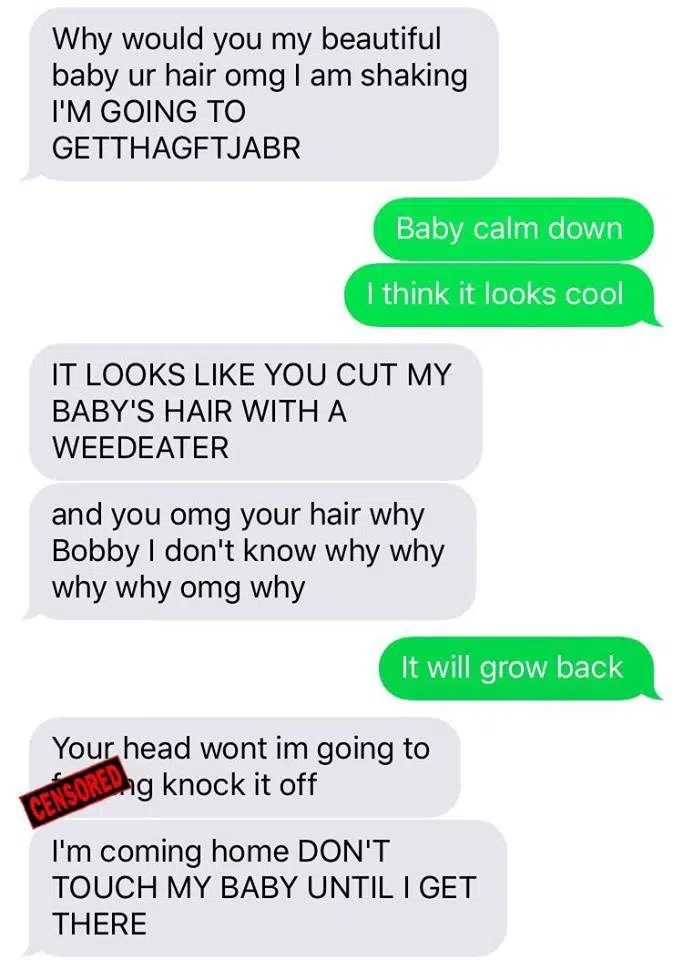 Why would you my beautiful
baby ur hair omg I am shaking
I'M GOING TO
GETTHAGFTJABR
Baby calm down
I think it looks cool
IT LOOKS LIKE YOU CUT MY
BABY'S HAIR WITH A
WEEDEATER
and you omg your hair why
Bobby I don't know why why
why why omg why
It will grow back
Your head wont im going to
knock it off
CENSORED
I'm coming home DON'T
TOUCH MY BABY UNTIL I GET
THERE